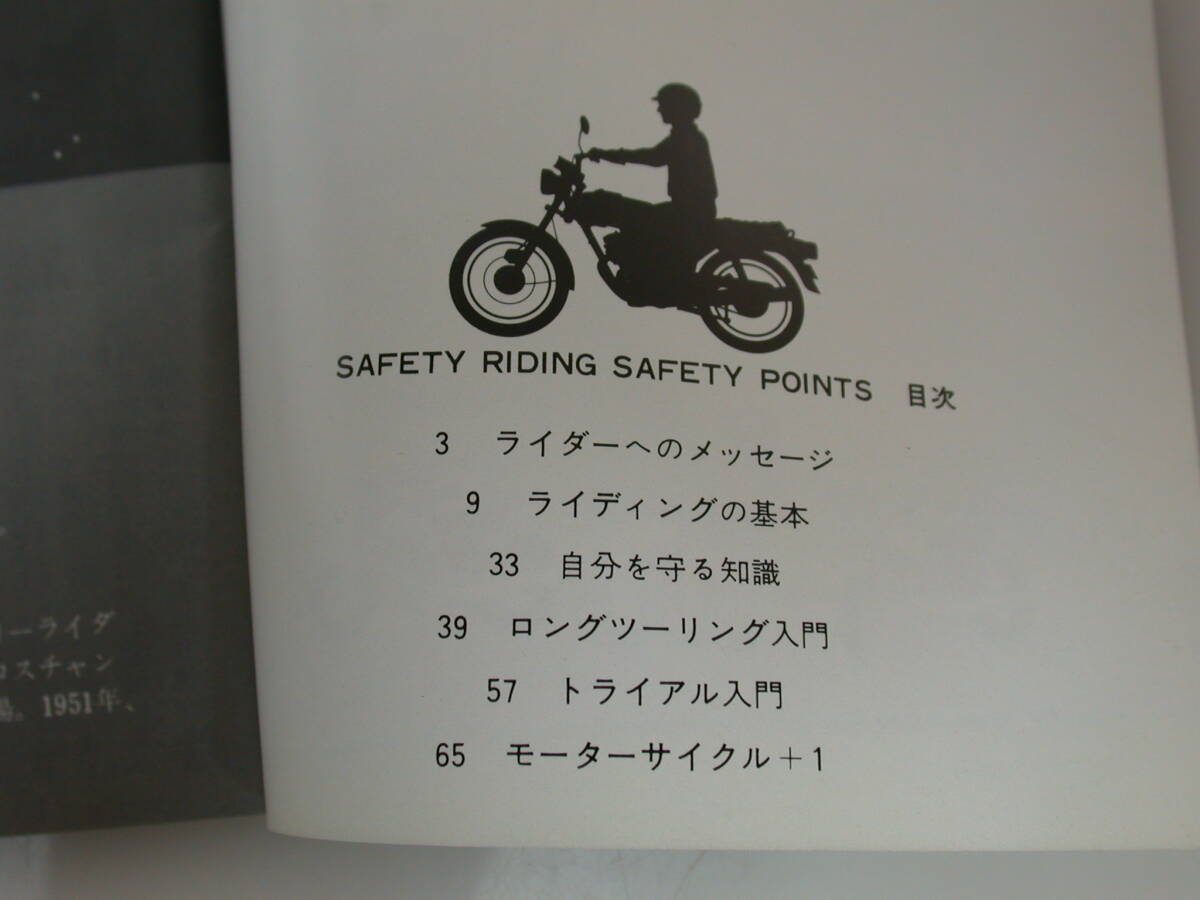 ーライダ
ロスチャン
1951年、
SAFETY RIDING SAFETY POINTS 目次
3 ライダーへのメッセージ
9 ライディングの基本
33 自分を守る知識
39 ロングツーリング入門
57 トライアル入門
65 モーターサイクル+1